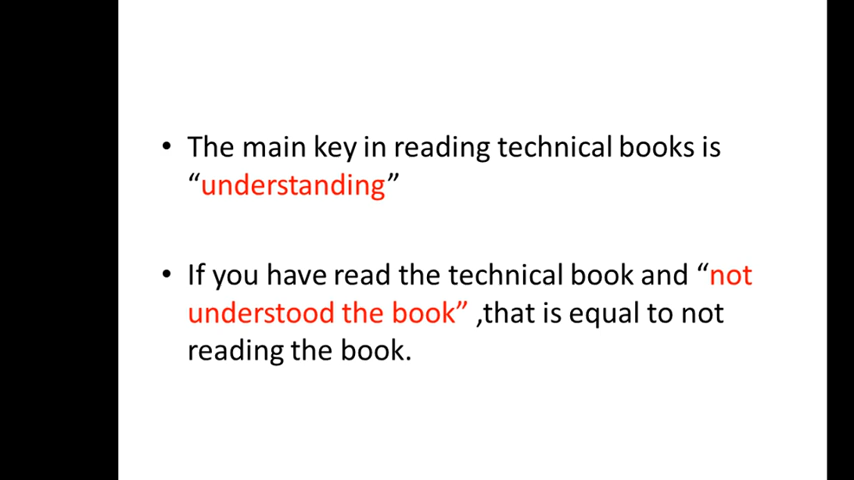 • The main key in reading technical books is
“understanding”
• If you have read the technical book and “not
understood the book” ,that is equal to not
reading the book.